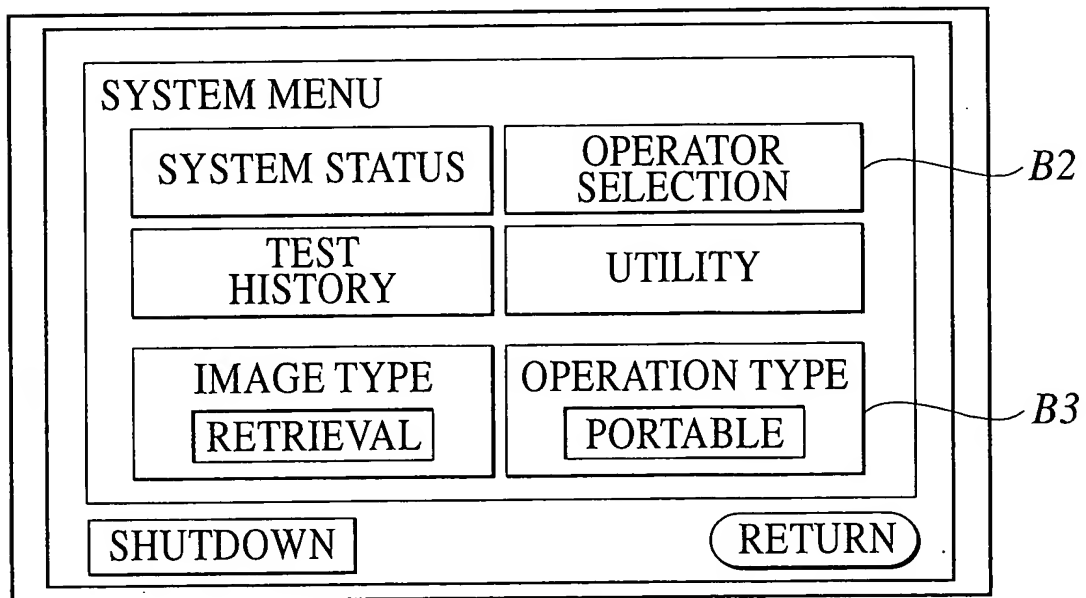 SYSTEM MENU
SYSTEM STATUS
OPERATOR
SELECTION
B2
TEST
HISTORY
UTILITY
IMAGE TYPE
RETRIEVAL
OPERATION TYPE
PORTABLE
B3
SHUTDOWN
RETURN